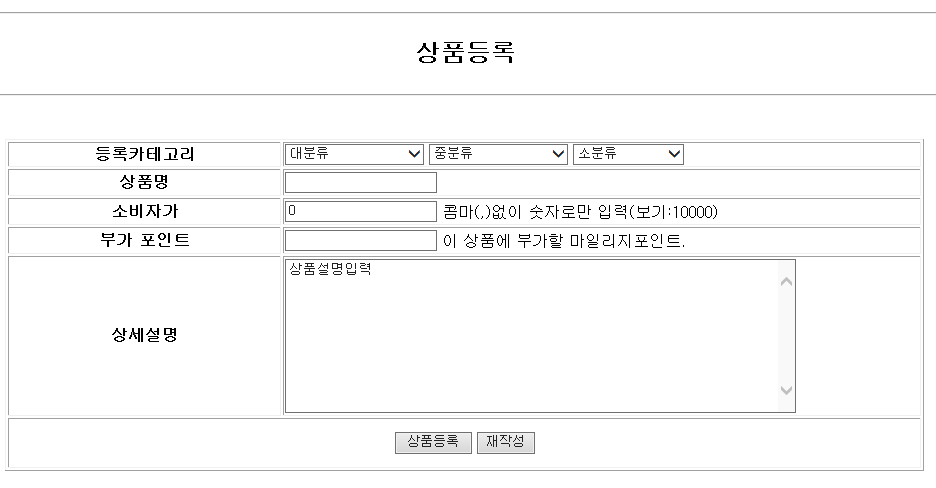 상품등록
등록카테고리 대분류 중분류 소분류
상품명
소비자가 0 콤마(,)없이 숫자로만 입력(보기:10000)
부가 포인트 이 상품에 부가할 마일리지포인트.
상품설명입력
상세설명
상품등록 재작성